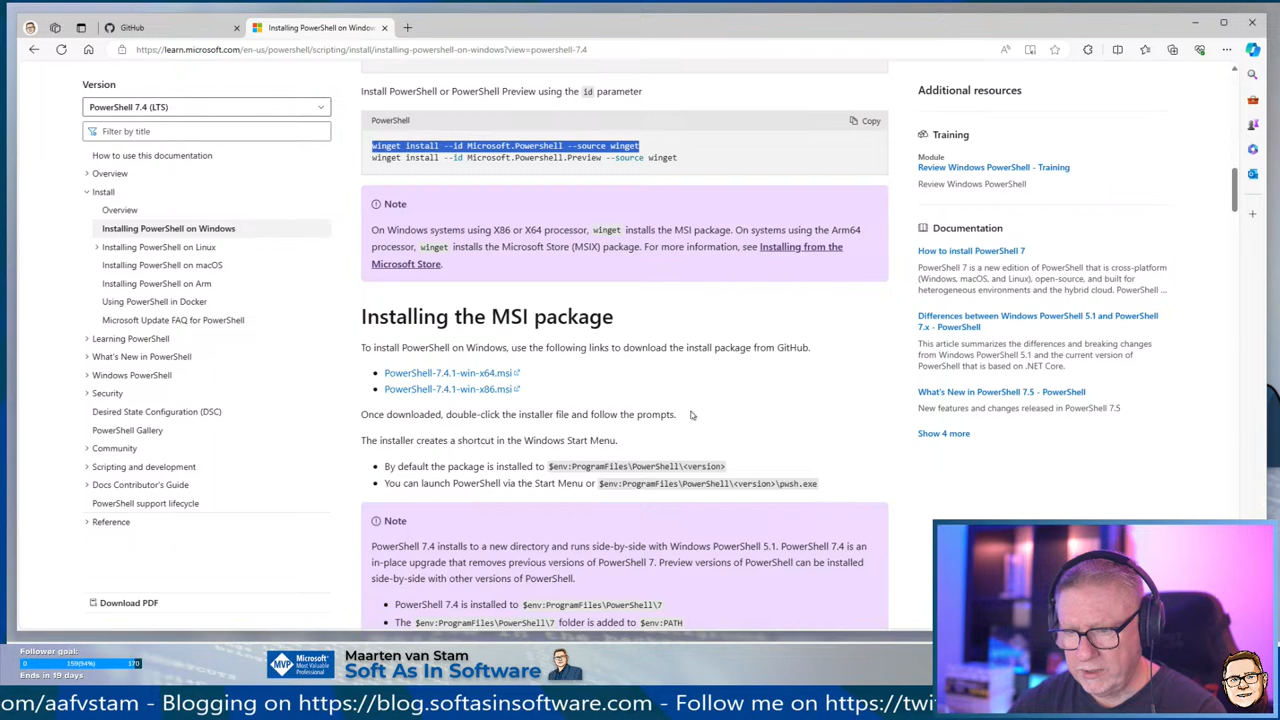 GitHub
Installing PowerShell on Window
https://learn.microsoft.com/en-us/powershell/scripting/install/installing-powershell-on-windows?view=powershell-7.4
Version
PowerShell 7.4 (LTS)
Filter by title
How to use this documentation
Overview
Install
Overview
Installing PowerShell on Windows
Installing PowerShell on Linux
Installing PowerShell on macOS
Installing PowerShell on Arm
Using PowerShell in Docker
Microsoft Update FAQ for PowerShell
Learning PowerShell
What's New in PowerShell
Windows PowerShell
Security
Desired State Configuration (DSC)
PowerShell Gallery
Community
Scripting and development
Docs Contributor's Guide
PowerShell support lifecycle
Reference
Download PDF
Install PowerShell or PowerShell Preview using the id parameter
PowerShell
Copy
winget install --id Microsoft.Powershell --source winget
winget install --id Microsoft.Powershell.Preview --source winget
Note
On Windows systems using X86 or X64 processor, winget installs the MSI package. On systems using the Arm64
processor, winget installs the Microsoft Store (MSIX) package. For more information, see Installing from the
Microsoft Store.
Installing the MSI package
To install PowerShell on Windows, use the following links to download the install package from GitHub.
• PowerShell-7.4.1-win-x64.msi
• PowerShell-7.4.1-win-x86.msi
Once downloaded, double-click the installer file and follow the prompts.
The installer creates a shortcut in the Windows Start Menu.
• By default the package is installed to $env:ProgramFiles\PowerShell\<version>
• You can launch PowerShell via the Start Menu or $env:ProgramFiles\PowerShell\<version>\pwsh.exe
Note
PowerShell 7.4 installs to a new directory and runs side-by-side with Windows PowerShell 5.1. PowerShell 7.4 is an
in-place upgrade that removes previous versions of PowerShell 7. Preview versions of PowerShell can be installed
side-by-side with other versions of PowerShell.
• PowerShell 7.4 is installed to $env:ProgramFiles\PowerShell\7
• The $env:ProgramFiles\PowerShell\7 folder is added to $env:PATH
Additional resources
Training
Module
Review Windows PowerShell - Training
Review Windows PowerShell
Documentation
How to install PowerShell 7
PowerShell 7 is a new edition of PowerShell that is cross-platform
(Windows, macOS, and Linux), open-source, and built for
heterogeneous environments and the hybrid cloud. PowerShell ...
Differences between Windows PowerShell 5.1 and PowerShell
7.x - PowerShell
This article summarizes the differences and breaking changes
from Windows PowerShell 5.1 and the current version of
PowerShell that is based on .NET Core.
What's New in PowerShell 7.5 - PowerShell
New features and changes released in PowerShell 7.5
Show 4 more
Follower goal:
0 159(94%) 170
Ends in 19 days
MVP Microsoft
Most Valuable
Professional
Maarten van Stam
Soft As In Software
om/aafvstam - Blogging on https://blog.softasinsoftware.com - Follow me on https://twi